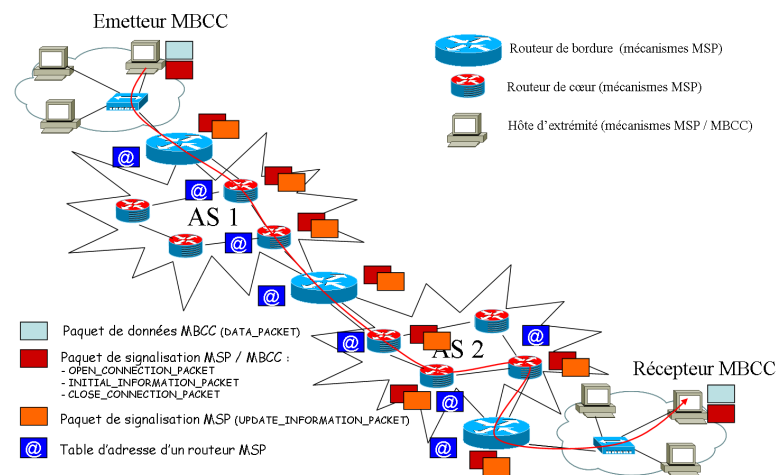 Emetteur MBCC
Routeur de bordure (mécanismes MSP)
Routeur de cœur (mécanismes MSP)
Hôte d'extrémité (mécanismes MSP / MBCC)
@
@
AS 1
@
@
@
@
AS 2
@
@
Récepteur MBCC
Paquet de données MBCC (DATA_PACKET)
Paquet de signalisation MSP / MBCC :
- OPEN_CONNECTION_PACKET
- INITIAL_INFORMATION_PACKET
- CLOSE_CONNECTION_PACKET
Paquet de signalisation MSP (UPDATE_INFORMATION_PACKET)
@ Table d'adresse d'un routeur MSP